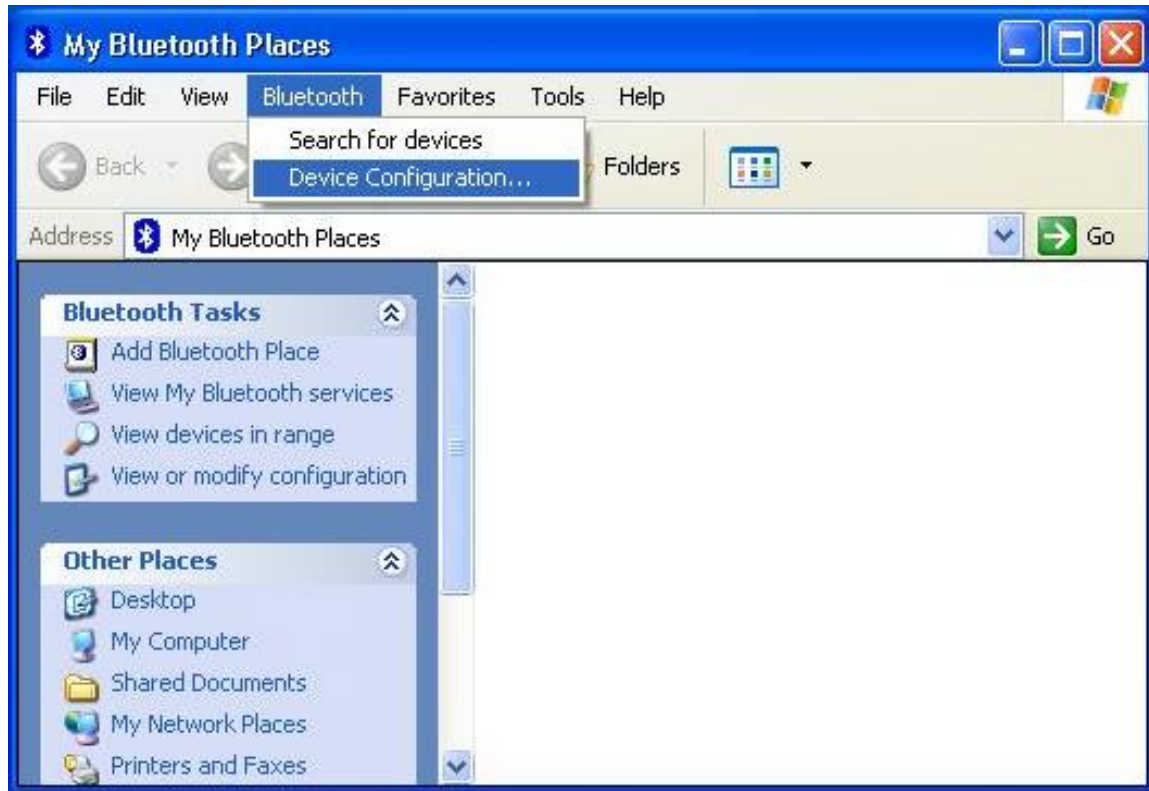 My Bluetooth Places
File Edit View Bluetooth Favorites Tools Help
Search for devices
Back Folders
Device Configuration...
Address My Bluetooth Places Go
Bluetooth Tasks
Add Bluetooth Place
View My Bluetooth services
View devices in range
View or modify configuration
Other Places
Desktop
My Computer
Shared Documents
My Network Places
Printers and Faxes